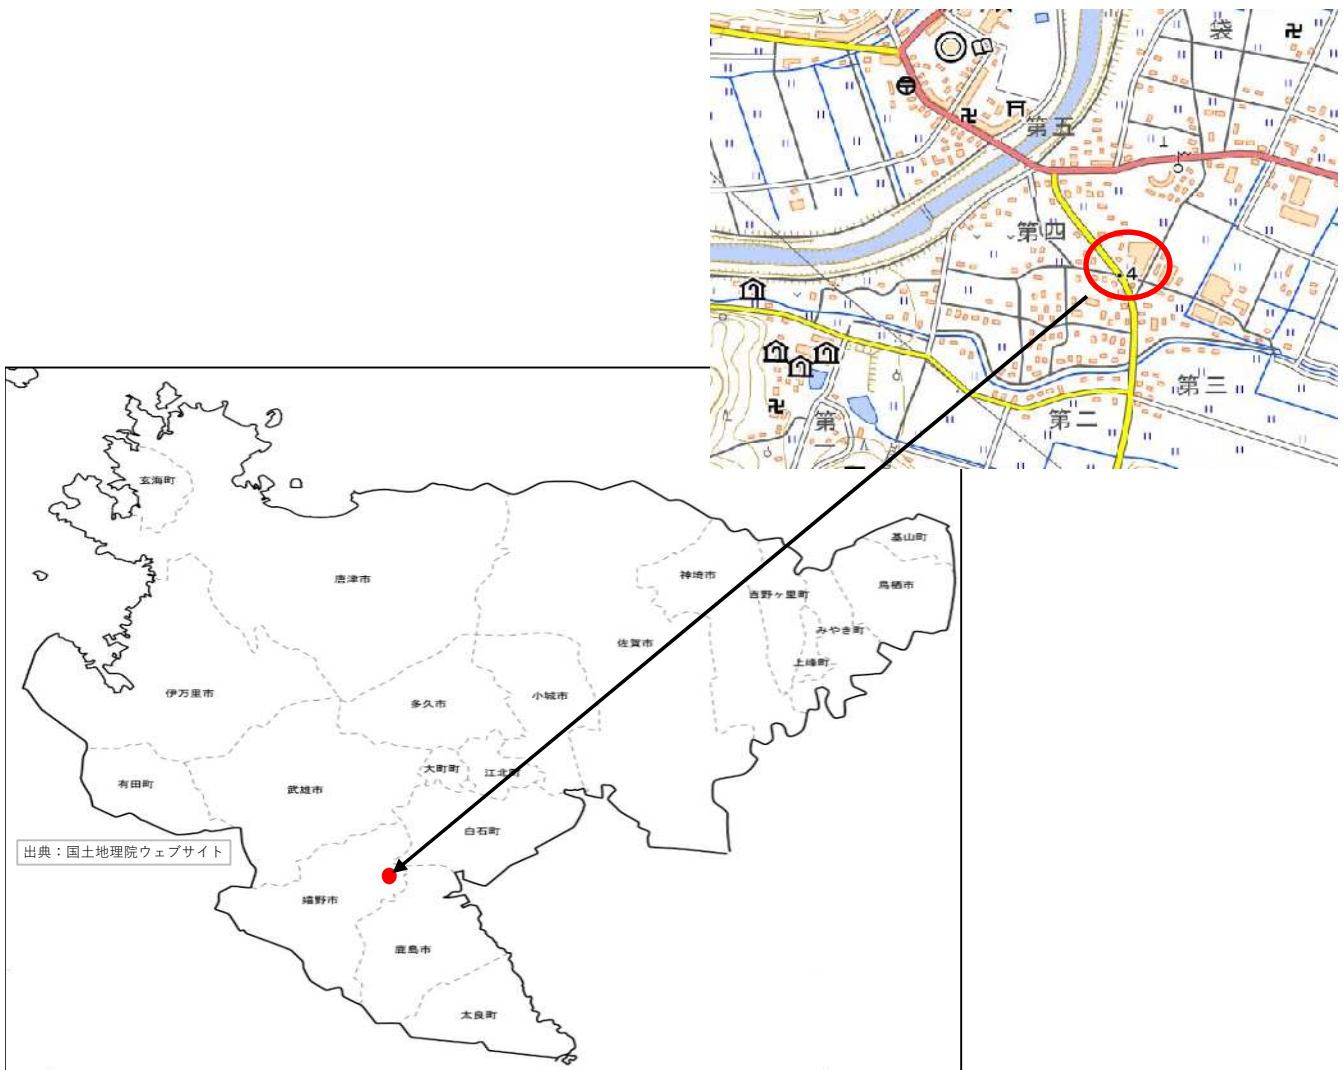 袋
第五
第四
4
第三
第二
第一
玄海町
基山町
唐津市
神埼市
鳥栖市
吉野ヶ里町
みやき町
佐賀市
上峰町
伊万里市
多久市
小城市
大町町
江北町
有田町
武雄市
白石町
出典:国土地理院ウェブサイト
嬉野市
鹿島市
太良町